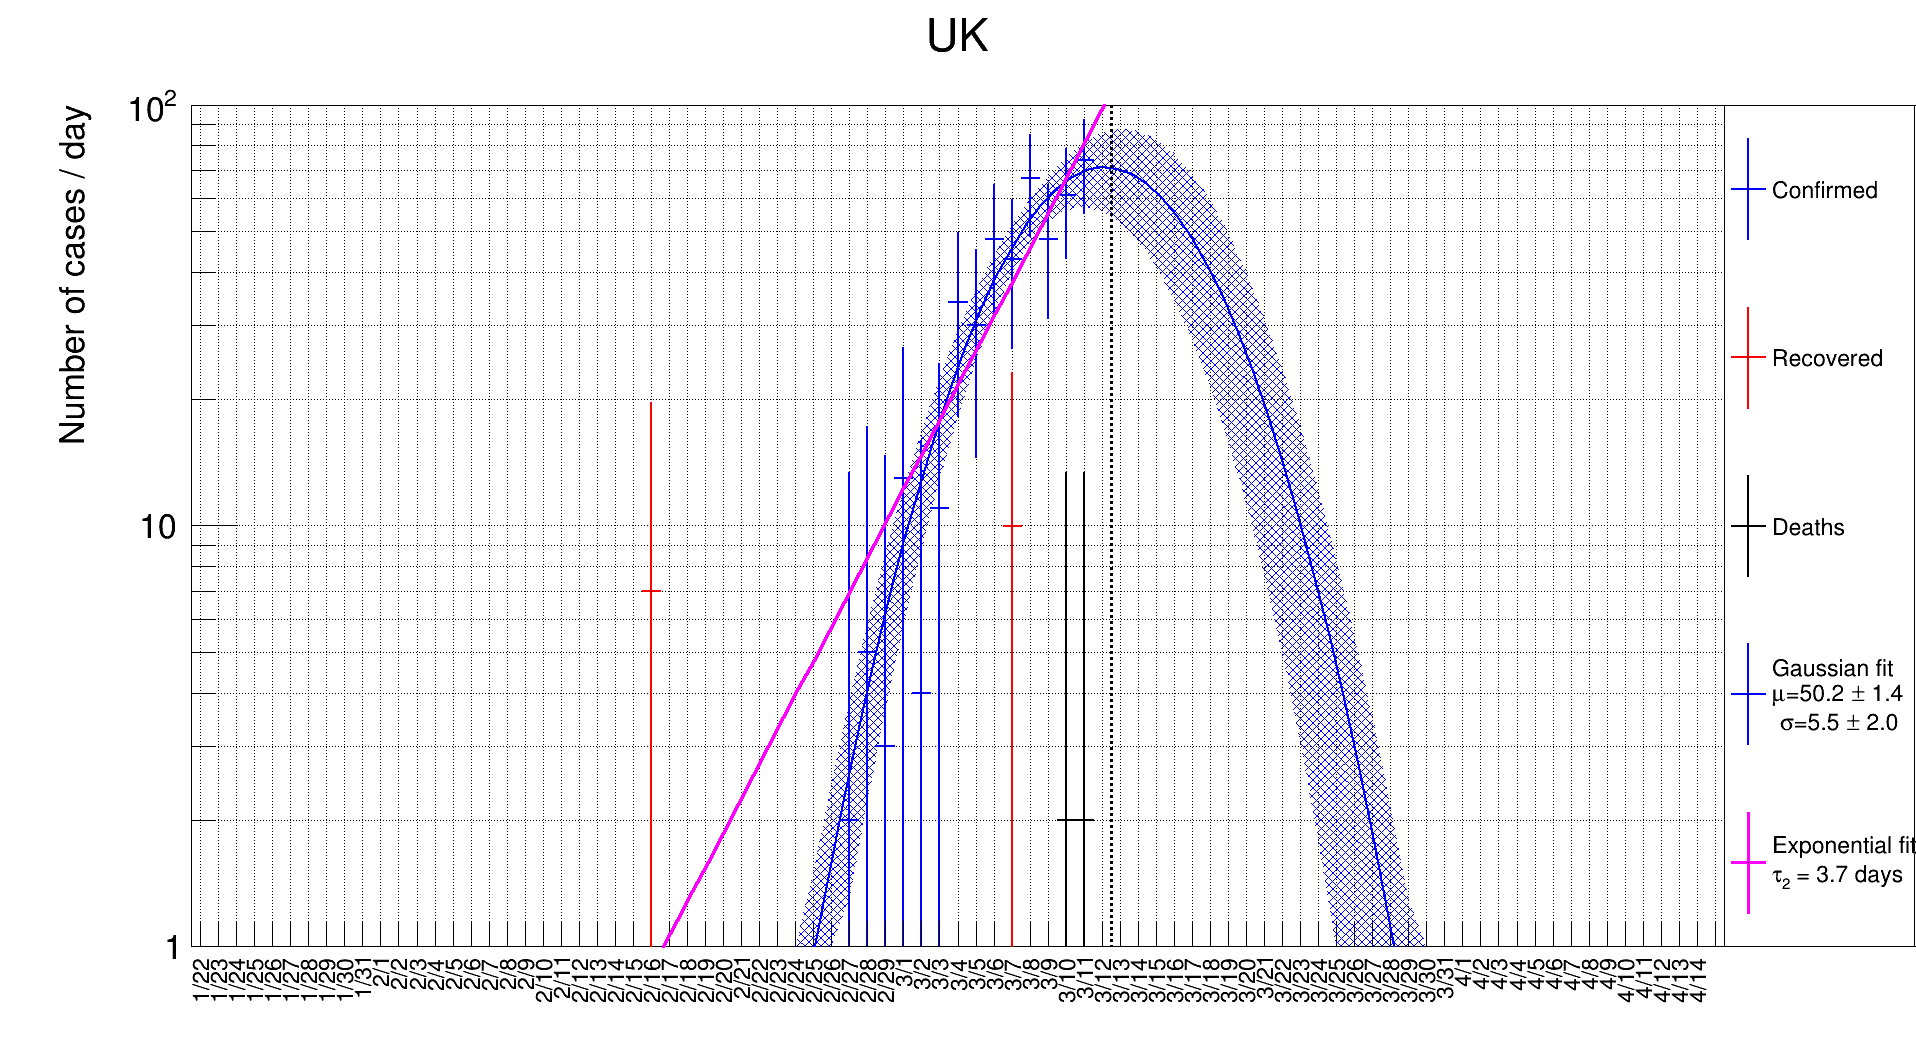 UK
Number of cases / day
10²
10
1
1/22 1/23 1/24 1/25 1/26 1/27 1/28 1/29 1/30 1/31 2/1 2/2 2/3 2/4 2/5 2/6 2/7 2/8 2/9 2/10 2/11 2/12 2/13 2/14 2/15 2/16 2/17 2/18 2/19 2/20 2/21 2/22 2/23 2/24 2/25 2/26 2/27 2/28 2/29 3/1 3/2 3/3 3/4 3/5 3/6 3/7 3/8 3/9 3/10 3/11 3/12 3/13 3/14 3/15 3/16 3/17 3/18 3/19 3/20 3/21 3/22 3/23 3/24 3/25 3/26 3/27 3/28 3/29 3/30 3/31 4/1 4/2 4/3 4/4 4/5 4/6 4/7 4/8 4/9 4/10 4/11 4/12 4/13 4/14
Confirmed
Recovered
Deaths
Gaussian fit
μ=50.2 ± 1.4
σ=5.5 ± 2.0
Exponential fit
τ₂ = 3.7 days